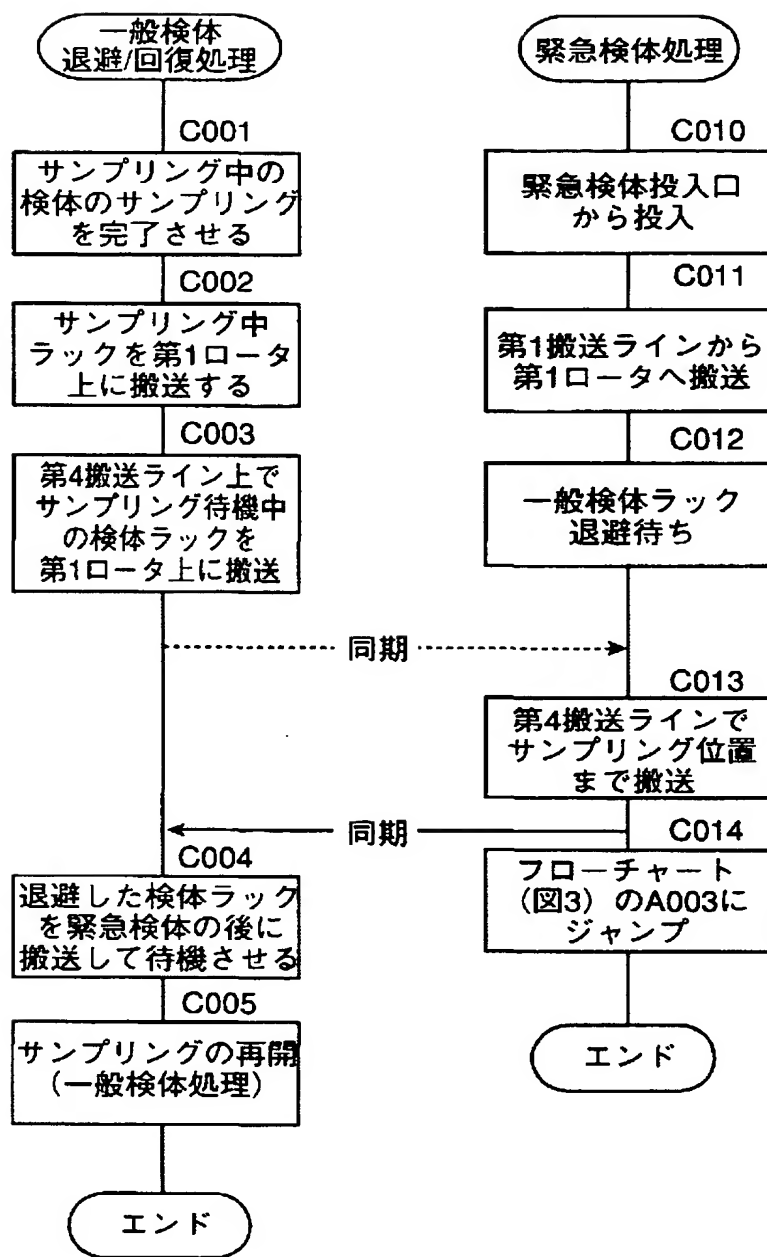 一般検体
退避/回復処理
C001
サンプリング中の
検体のサンプリング
を完了させる
C002
サンプリング中
ラックを第1ロータ
上に搬送する
C003
第4搬送ライン上で
サンプリング待機中
の検体ラックを
第1ロータ上に搬送
同期
同期
C004
退避した検体ラック
を緊急検体の後に
搬送して待機させる
C005
サンプリングの再開
(一般検体処理)
エンド
緊急検体処理
C010
緊急検体投入口
から投入
C011
第1搬送ラインから
第1ロータへ搬送
C012
一般検体ラック
退避待ち
C013
第4搬送ラインで
サンプリング位置
まで搬送
C014
フローチャート
(図3)のA003に
ジャンプ
エンド